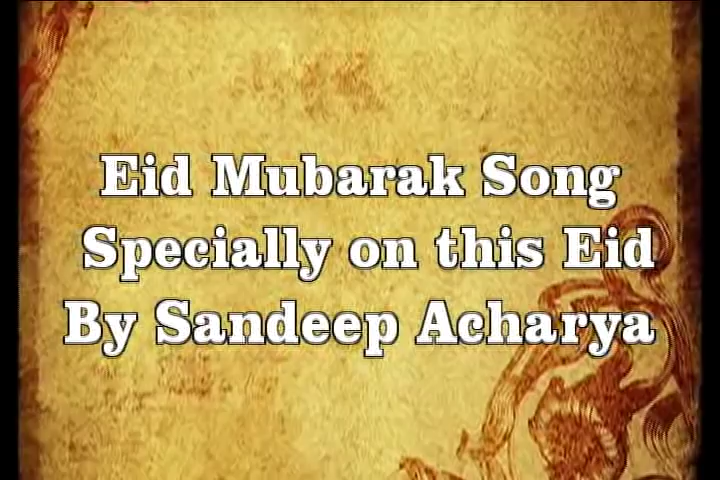 Eid Mubarak Song
Specially on this Eid
By Sandeep Acharya